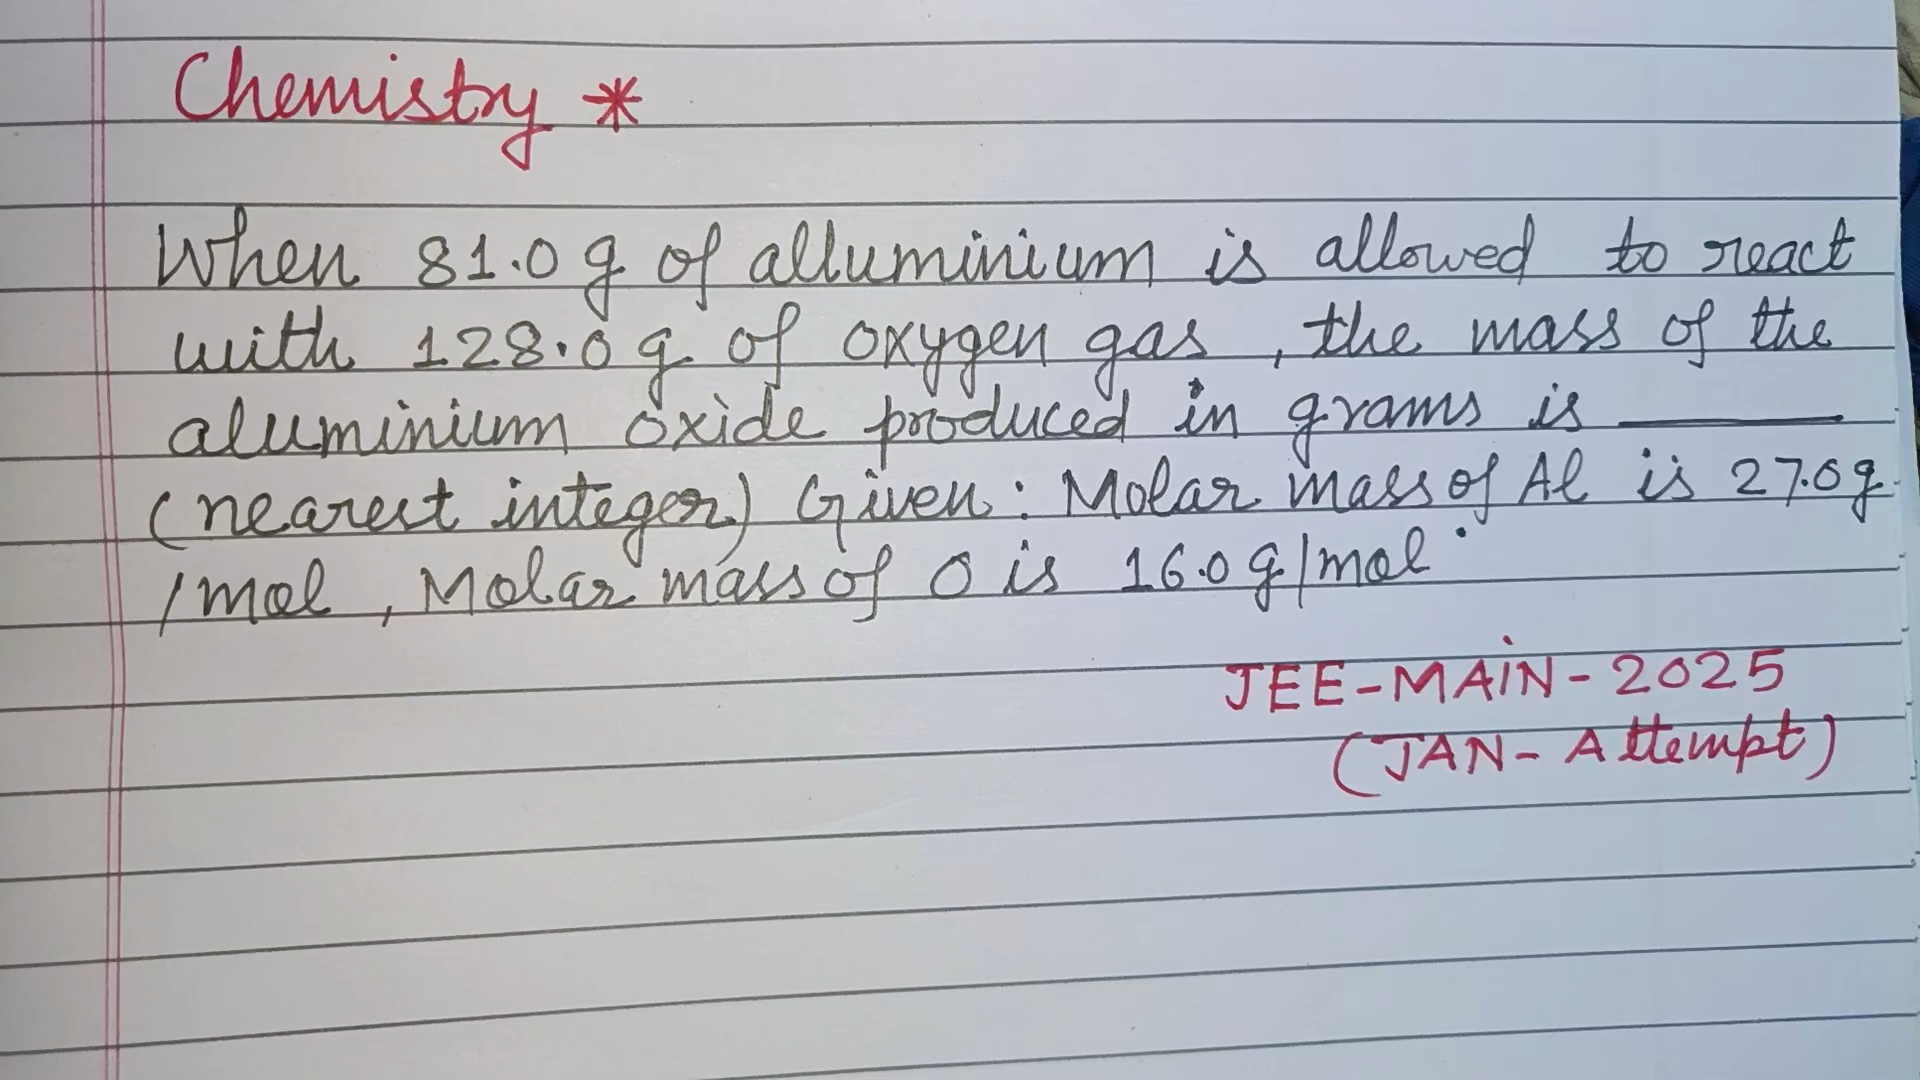 Chemistry *
When 81.0 g of alluminium is allowed to react
with 128.0 g of oxygen gas, the mass of the
aluminium oxide produced in grams is ______
(nearest integer) Given: Molar mass of Al is 27.0 g
/mol, Molar mass of O is 16.0 g/mol.
JEE-MAIN-2025
(JAN- Attempt)